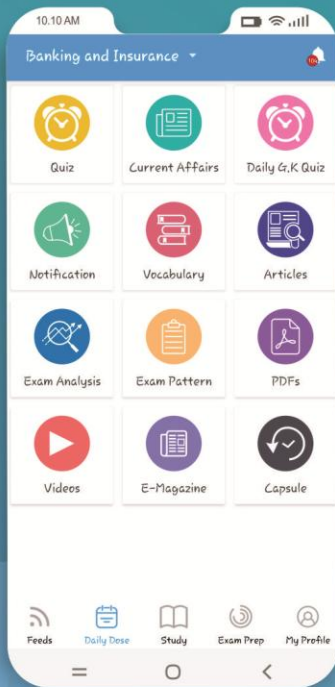 10.10 AM
Banking and Insurance
10+
Quiz
Current Affairs
Daily G.K Quiz
Notification
Vocabulary
Articles
Exam Analysis
Exam Pattern
PDFs
Videos
E-Magazine
Capsule
Feeds
Daily Dose
Study
Exam Prep
My Profile